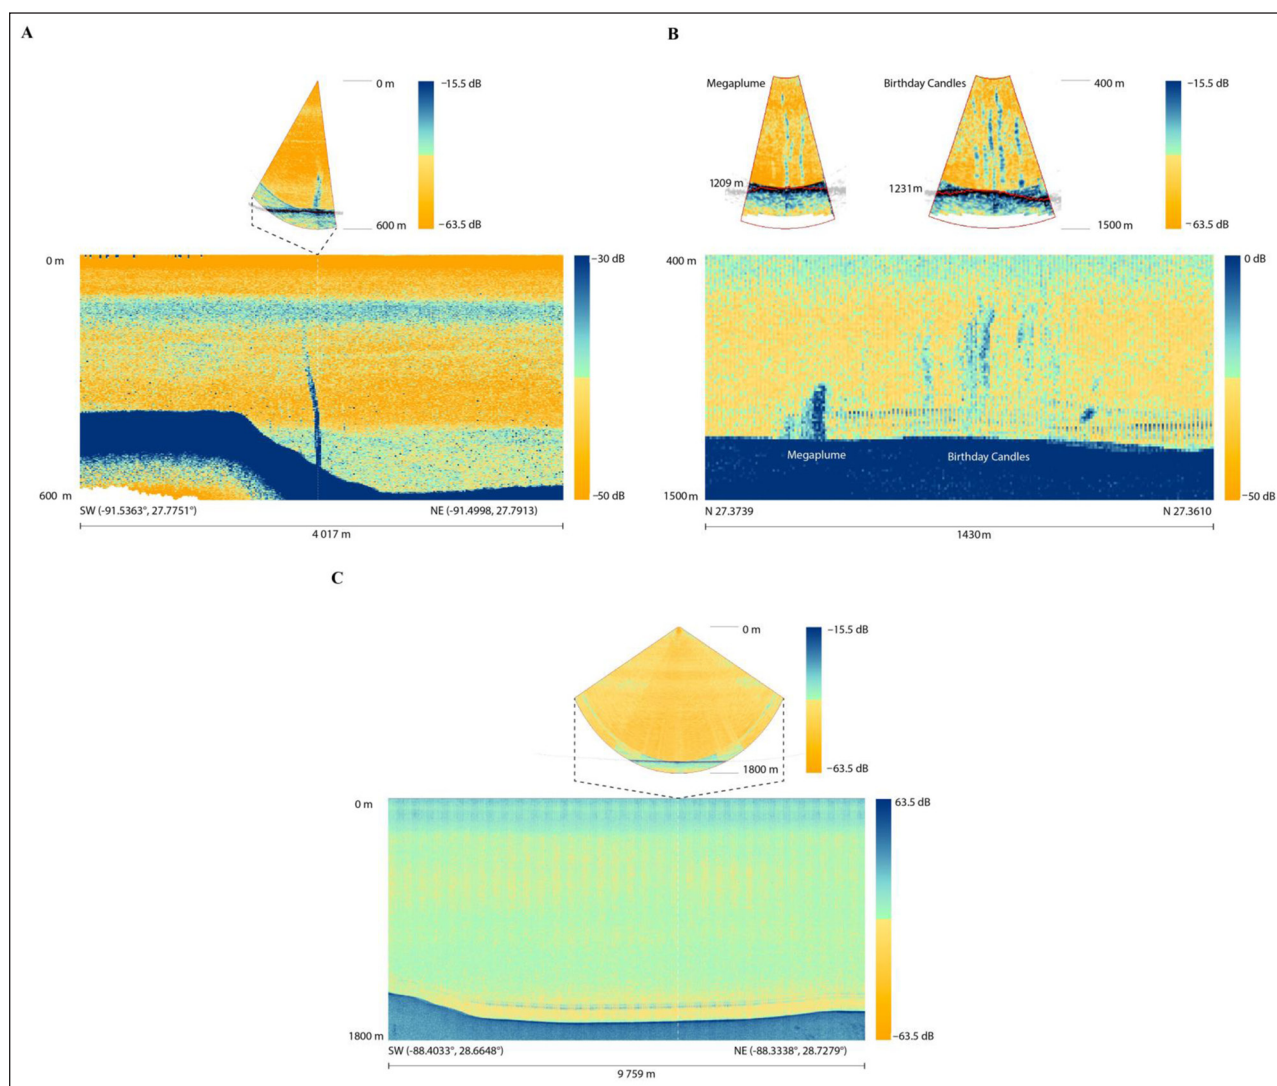 A
0 m
−15.5 dB
600 m
−63.5 dB
0 m
−30 dB
600 m
−50 dB
SW (-91.5363°, 27.7751°)
NE (-91.4998, 27.7913)
4 017 m
B
Megaplume
Birthday Candles
400 m
−15.5 dB
1209 m
1231 m
1500 m
−63.5 dB
400 m
0 dB
Megaplume
Birthday Candles
1500 m
−50 dB
N 27.3739
N 27.3610
1430 m
C
0 m
−15.5 dB
1800 m
−63.5 dB
0 m
63.5 dB
1800 m
−63.5 dB
SW (-88.4033°, 28.6648°)
NE (-88.3338°, 28.7279°)
9 759 m